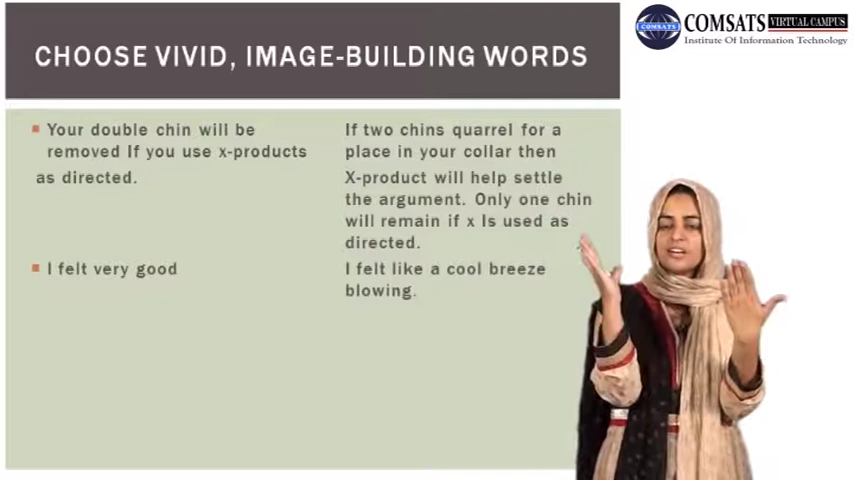 CHOOSE VIVID, IMAGE-BUILDING WORDS
COMSATS VIRTUAL CAMPUS
Institute Of Information Technology
Your double chin will be
removed If you use x-products
as directed.
If two chins quarrel for a
place in your collar then
X-product will help settle
the argument. Only one chin
will remain if x Is used as
directed.
I felt very good
I felt like a cool breeze
blowing.